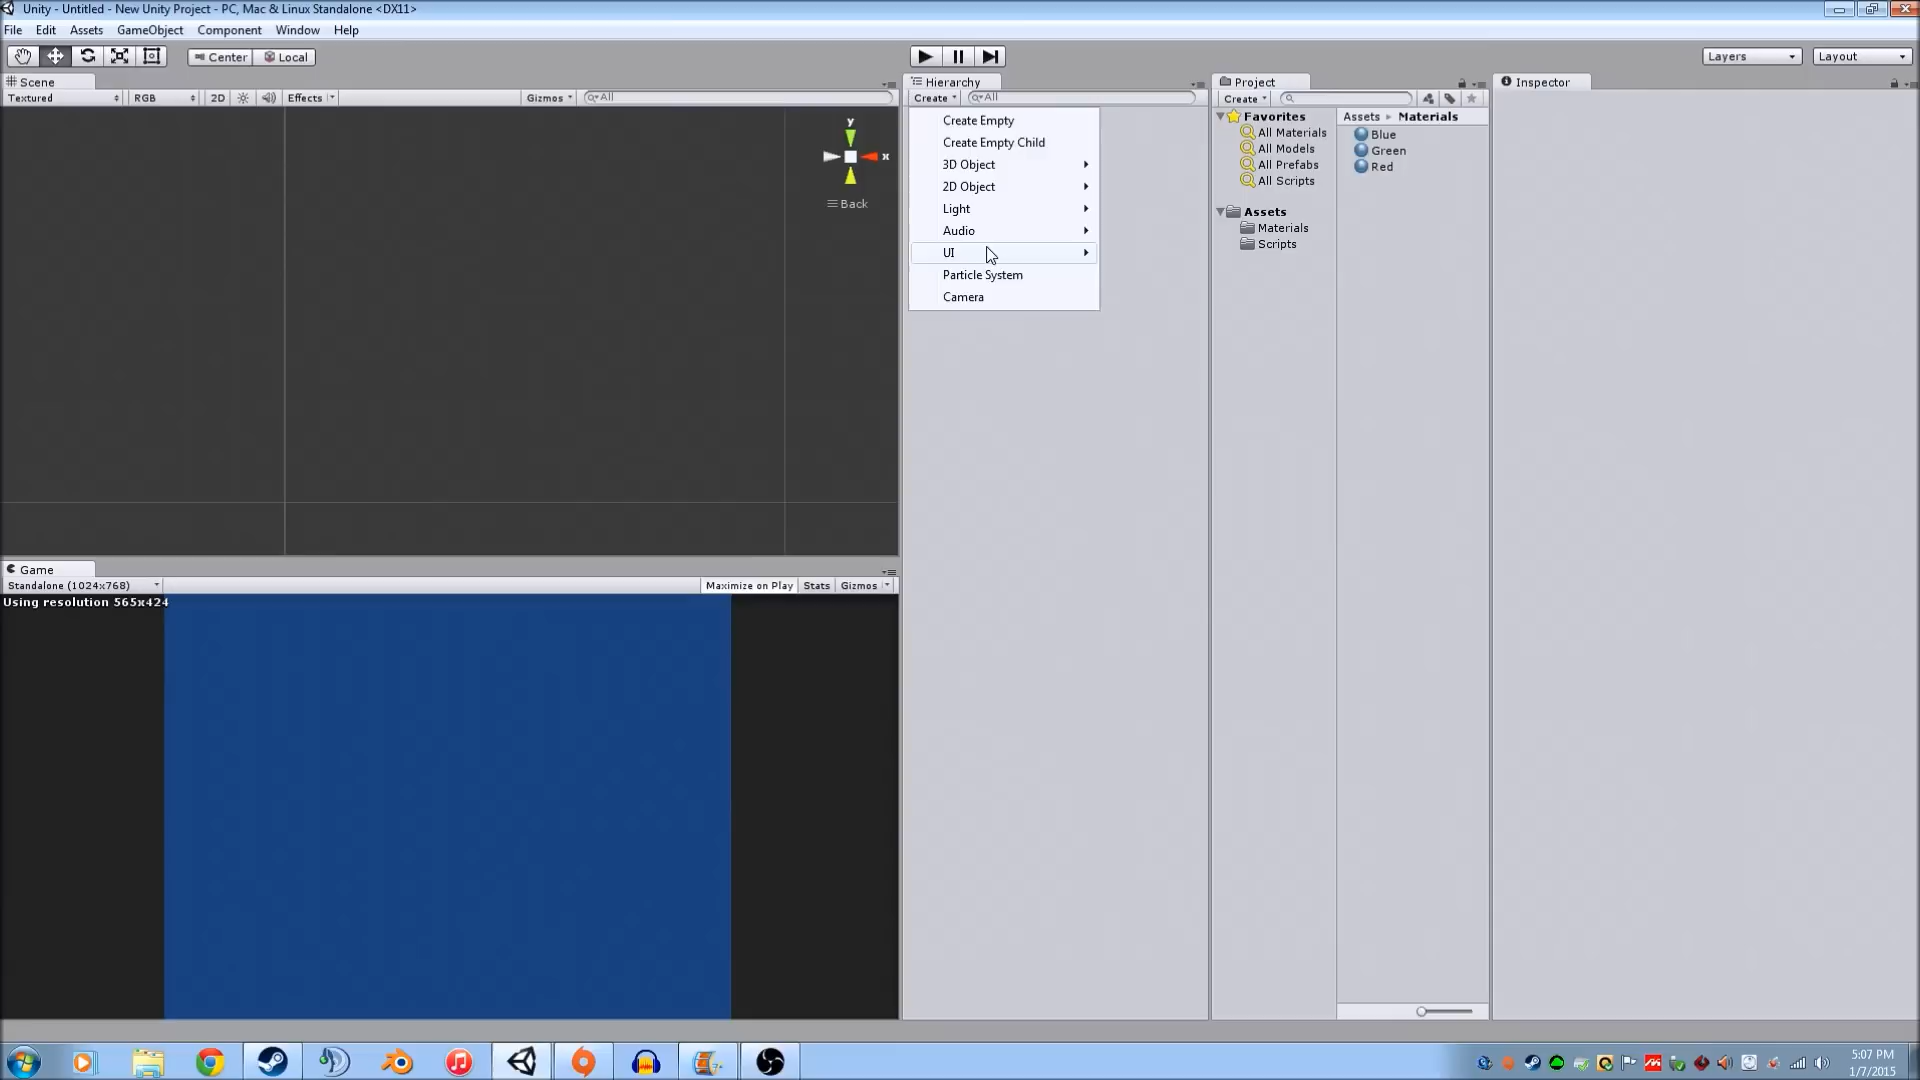 Unity - Untitled - New Unity Project - PC, Mac & Linux Standalone <DX11>
File Edit Assets GameObject Component Window Help
Center Local Layers Layout
Scene
Textured RGB 2D Effects Gizmos All
y
x
Back
Hierarchy
Create All
Create Empty
Create Empty Child
3D Object
2D Object
Light
Audio
UI
Particle System
Camera
Project
Create
Favorites
All Materials
All Models
All Prefabs
All Scripts
Assets
Materials
Scripts
Assets Materials
Blue
Green
Red
Inspector
Game
Standalone (1024x768) Maximize on Play Stats Gizmos
Using resolution 565x424
5:07 PM
1/7/2015